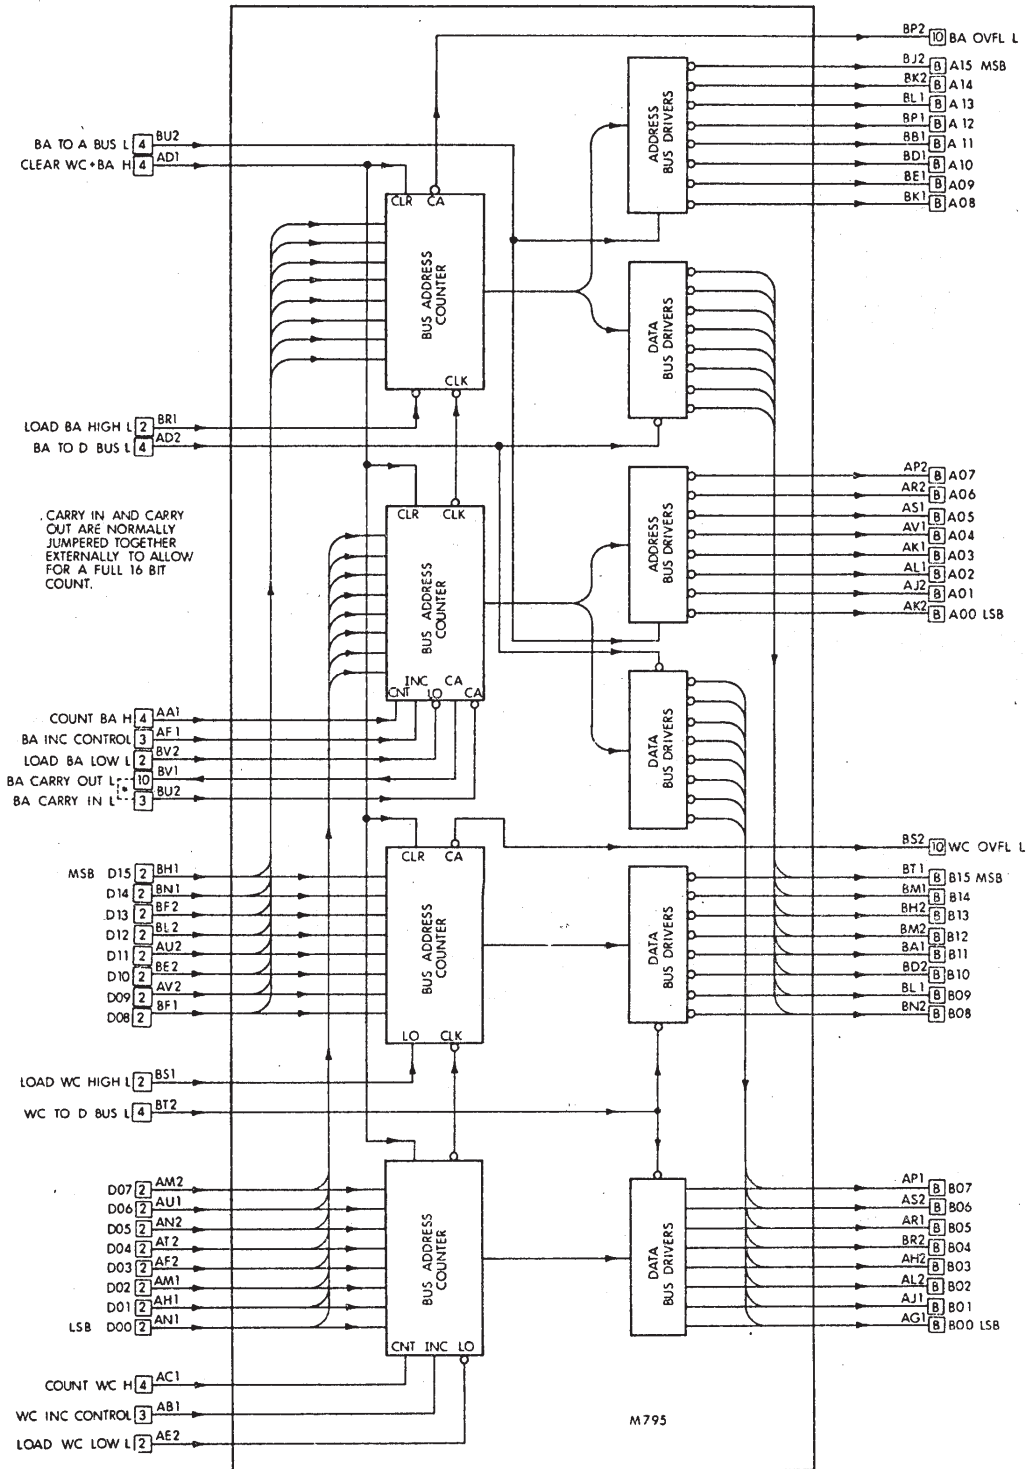 BP2 10 BA OVFL L
BJ2 B A15 MSB
BK2 B A14
BL1 B A13
BP1 B A12
BB1 B A11
BD1 B A10
BE1 B A09
BK1 B A08
BA TO A BUS L 4 BU2
CLEAR WC+BA H 4 AD1
CLR CA
BUS ADDRESS COUNTER
ADDRESS BUS DRIVERS
DATA BUS DRIVERS
CLK
LOAD BA HIGH L 2 BR1
BA TO D BUS L 4 AD2
CARRY IN AND CARRY
OUT ARE NORMALLY
JUMPERED TOGETHER
EXTERNALLY TO ALLOW
FOR A FULL 16 BIT
COUNT.
CLR CLK
BUS ADDRESS COUNTER
ADDRESS BUS DRIVERS
AP2 B A07
AR2 B A06
AS1 B A05
AV1 B A04
AK1 B A03
AL1 B A02
AJ2 B A01
AK2 B A00 LSB
INC CA
CNT LO CA
DATA BUS DRIVERS
COUNT BA H 4 AA1
BA INC CONTROL 3 AF1
LOAD BA LOW L 2 BV2
BA CARRY OUT L 10 BV1
*
BA CARRY IN L 3 BU2
CLR CA
BUS ADDRESS COUNTER
DATA BUS DRIVERS
BS2 10 WC OVFL L
MSB D15 2 BH1
D14 2 BN1
D13 2 BF2
D12 2 BL2
D11 2 AU2
D10 2 BE2
D09 2 AV2
D08 2 BF1
BT1 B B15 MSB
BM1 B B14
BH2 B B13
BM2 B B12
BA1 B B11
BD2 B B10
BL1 B B09
BN2 B B08
LO CLK
LOAD WC HIGH L 2 BS1
WC TO D BUS L 4 BT2
D07 2 AM2
D06 2 AU1
D05 2 AN2
D04 2 AT2
D03 2 AF2
D02 2 AM1
D01 2 AH1
LSB D00 2 AN1
BUS ADDRESS COUNTER
DATA BUS DRIVERS
AP1 B B07
AS2 B B06
AR1 B B05
BR2 B B04
AH2 B B03
AL2 B B02
AJ1 B B01
AG1 B B00 LSB
CNT INC LO
COUNT WC H 4 AC1
WC INC CONTROL 3 AB1
LOAD WC LOW L 2 AE2
M795